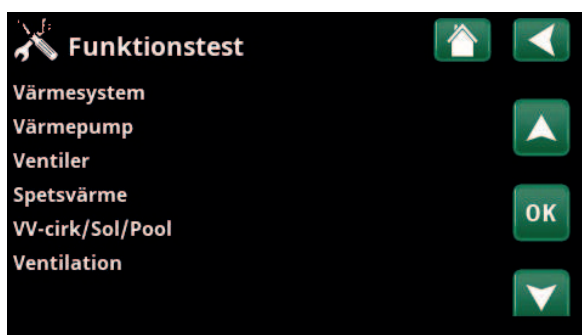 Funktionstest
Värmesystem
Värmepump
Ventiler
Spetsvärme
OK
VV-cirk/Sol/Pool
Ventilation